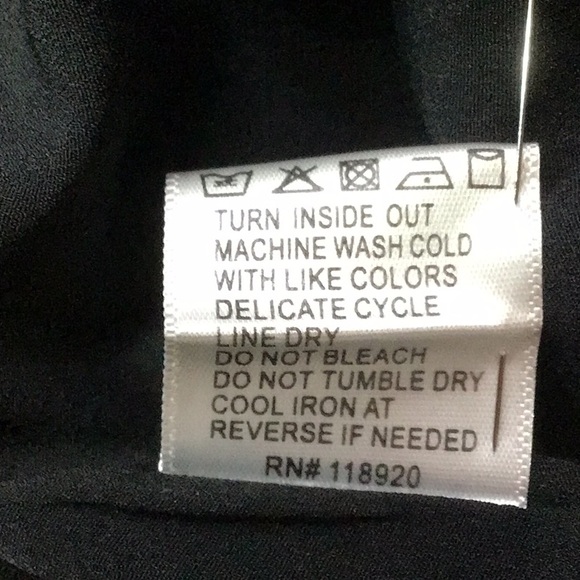 TURN INSIDE OUT
MACHINE WASH COLD
WITH LIKE COLORS
DELICATE CYCLE
LINE DRY
DO NOT BLEACH
DO NOT TUMBLE DRY
COOL IRON AT
REVERSE IF NEEDED
RN# 118920